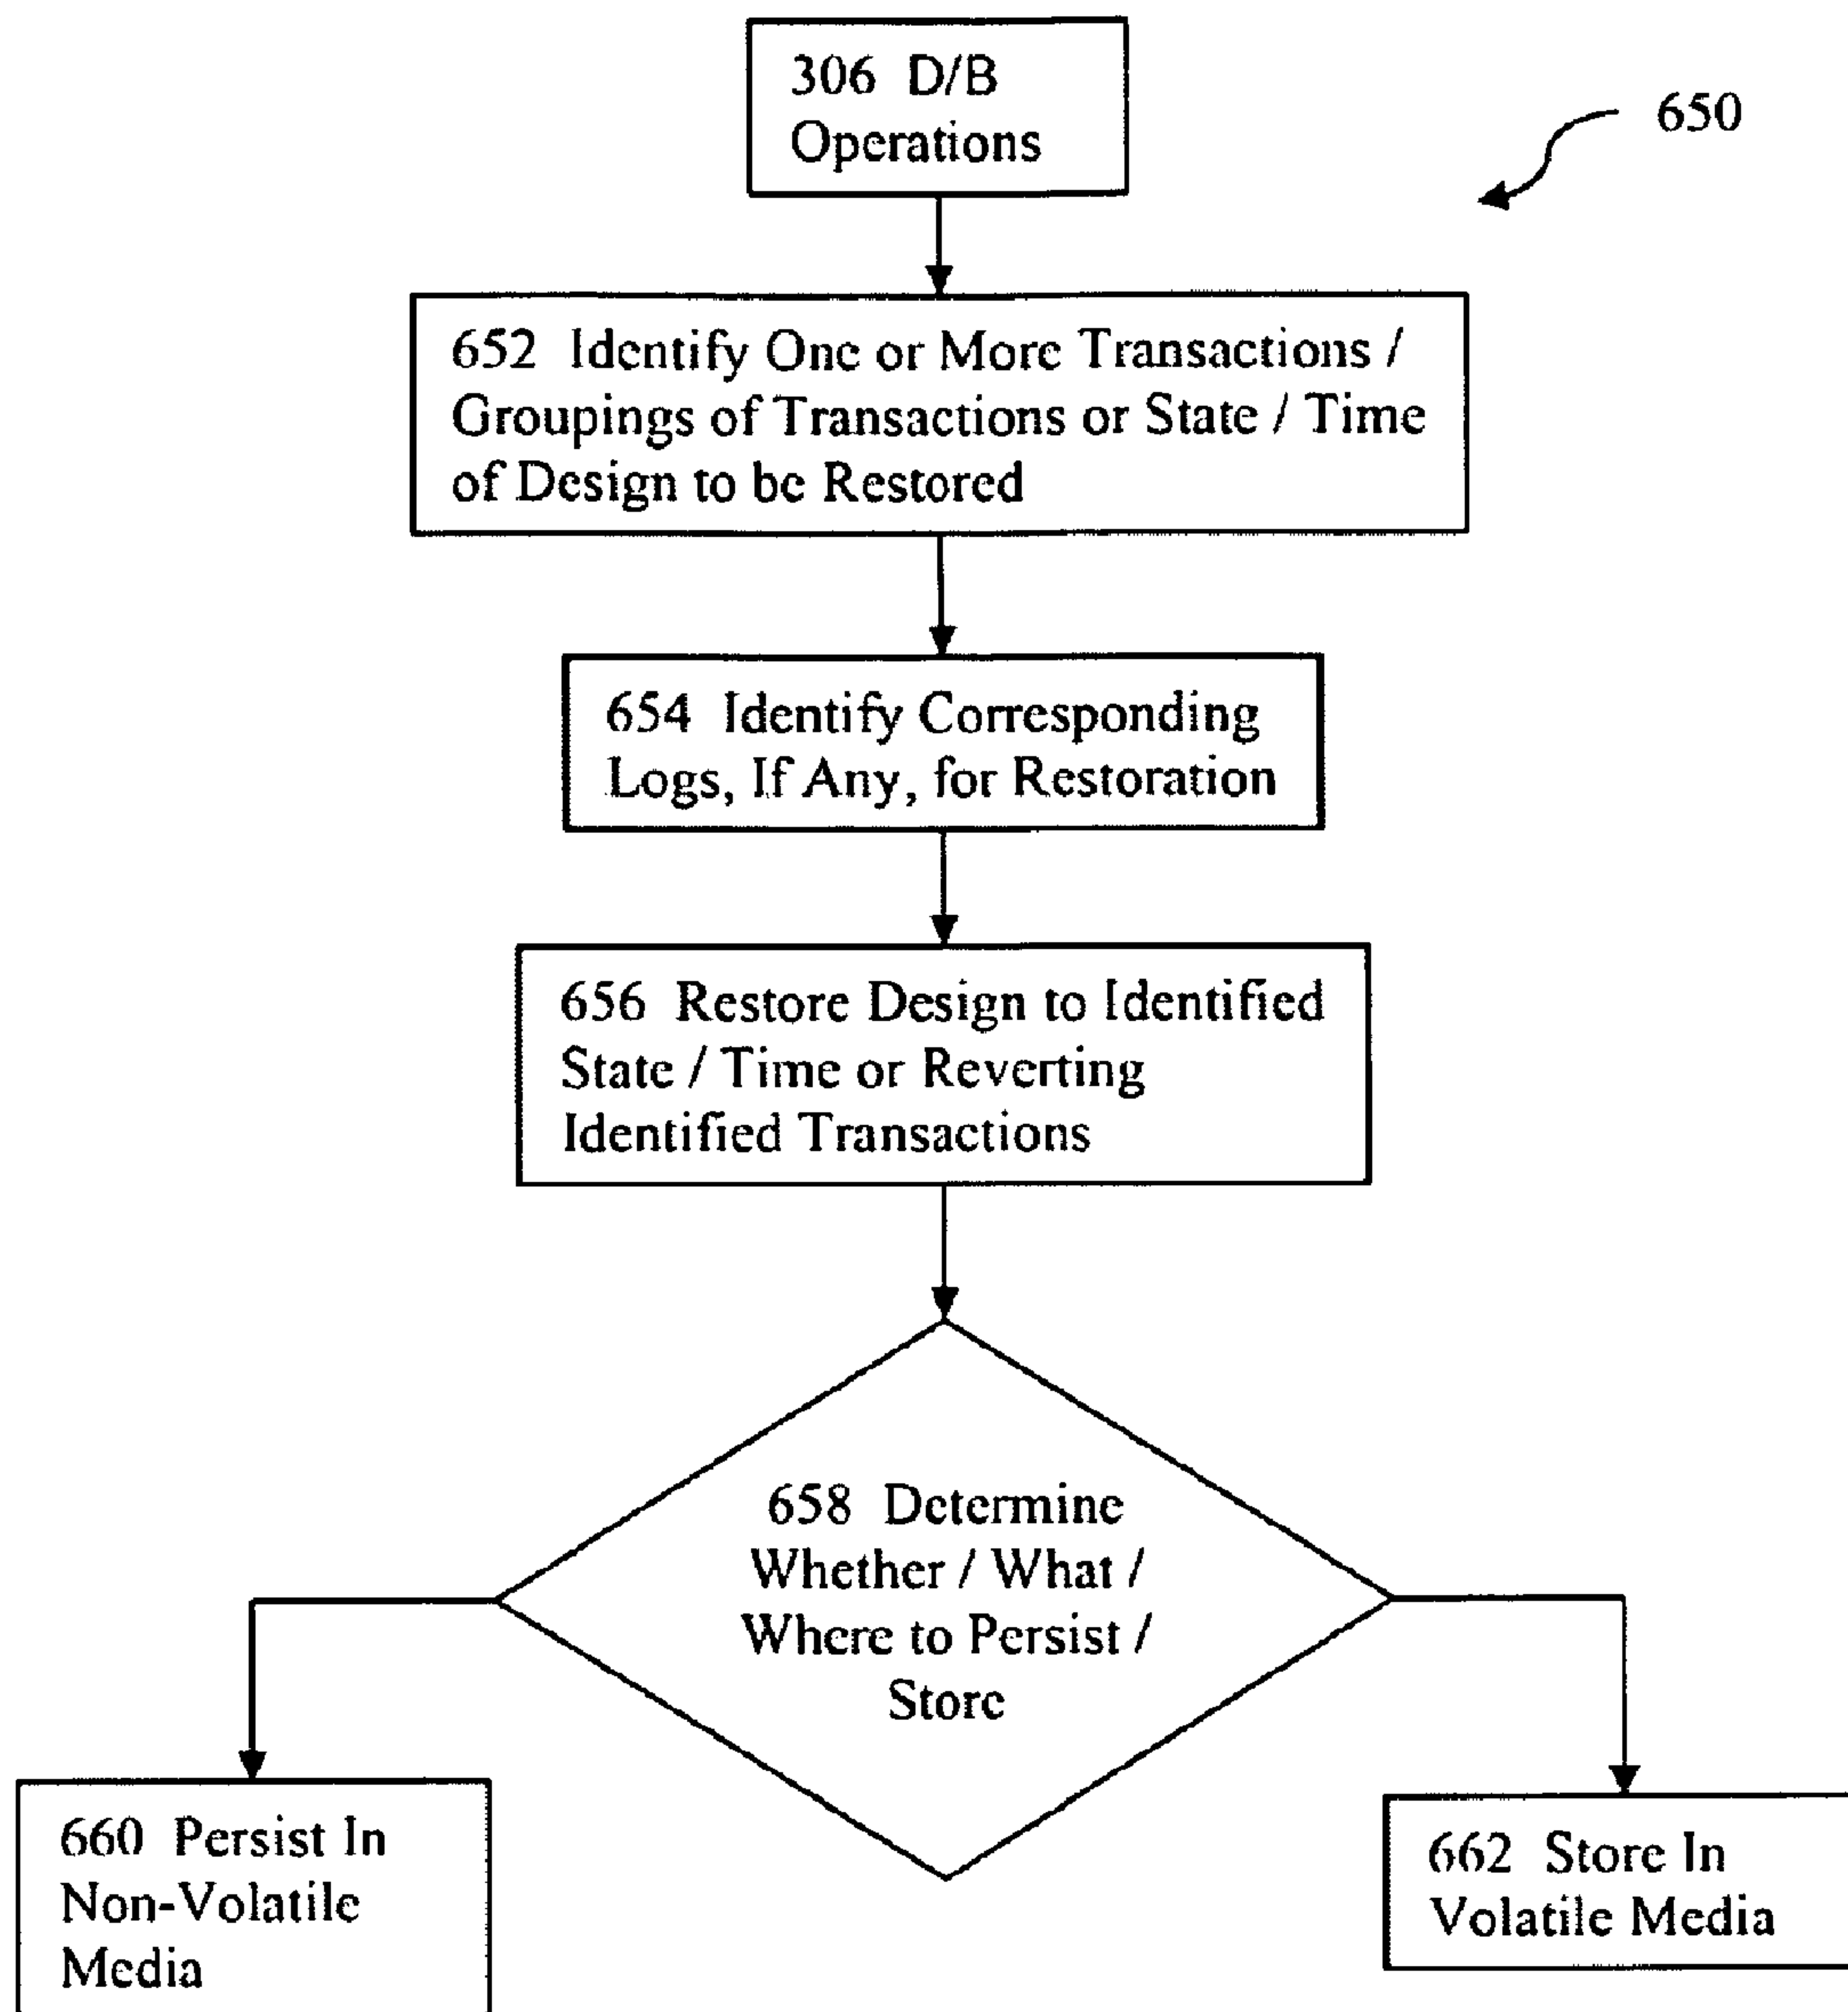 306 D/B
Operations
650
652 Identify One or More Transactions /
Groupings of Transactions or State / Time
of Design to be Restored
654 Identify Corresponding
Logs, If Any, for Restoration
656 Restore Design to Identified
State / Time or Reverting
Identified Transactions
658 Determine
Whether / What /
Where to Persist /
Store
660 Persist In
Non-Volatile
Media
662 Store In
Volatile Media